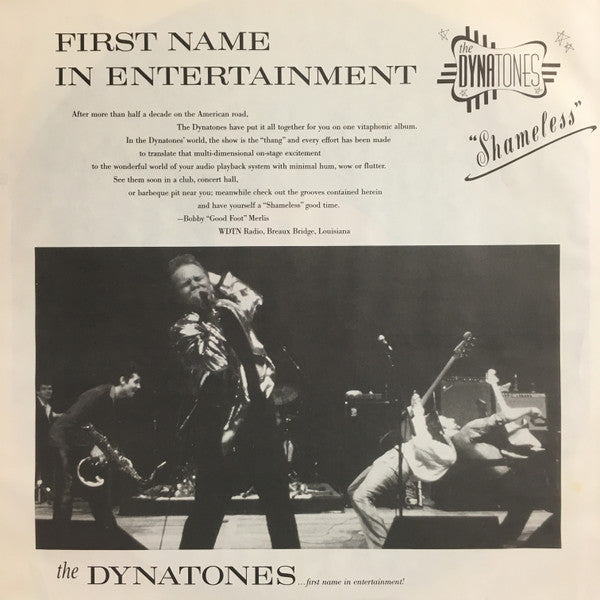 FIRST NAME
IN ENTERTAINMENT
the
DYNATONES
"Shameless"
After more than half a decade on the American road,
The Dynatones have put it all together for you on one vitaphonic album.
In the Dynatones' world, the show is the "thang" and every effort has been made
to translate that multi-dimensional on-stage excitement
to the wonderful world of your audio playback system with minimal hum, wow or flutter.
See them soon in a club, concert hall,
or barbeque pit near you; meanwhile check out the grooves contained herein
and have yourself a "Shameless" good time.
—Bobby "Good Foot" Merlis
WDTN Radio, Breaux Bridge, Louisiana
the DYNATONES...first name in entertainment!